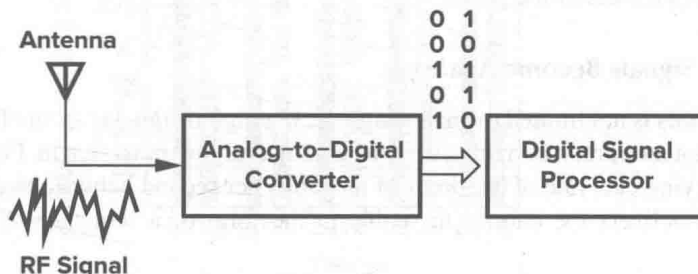 Antenna
0 1
0 0
1 1
0 1
1 0
Analog-to-Digital
Converter
Digital Signal
Processor
RF Signal